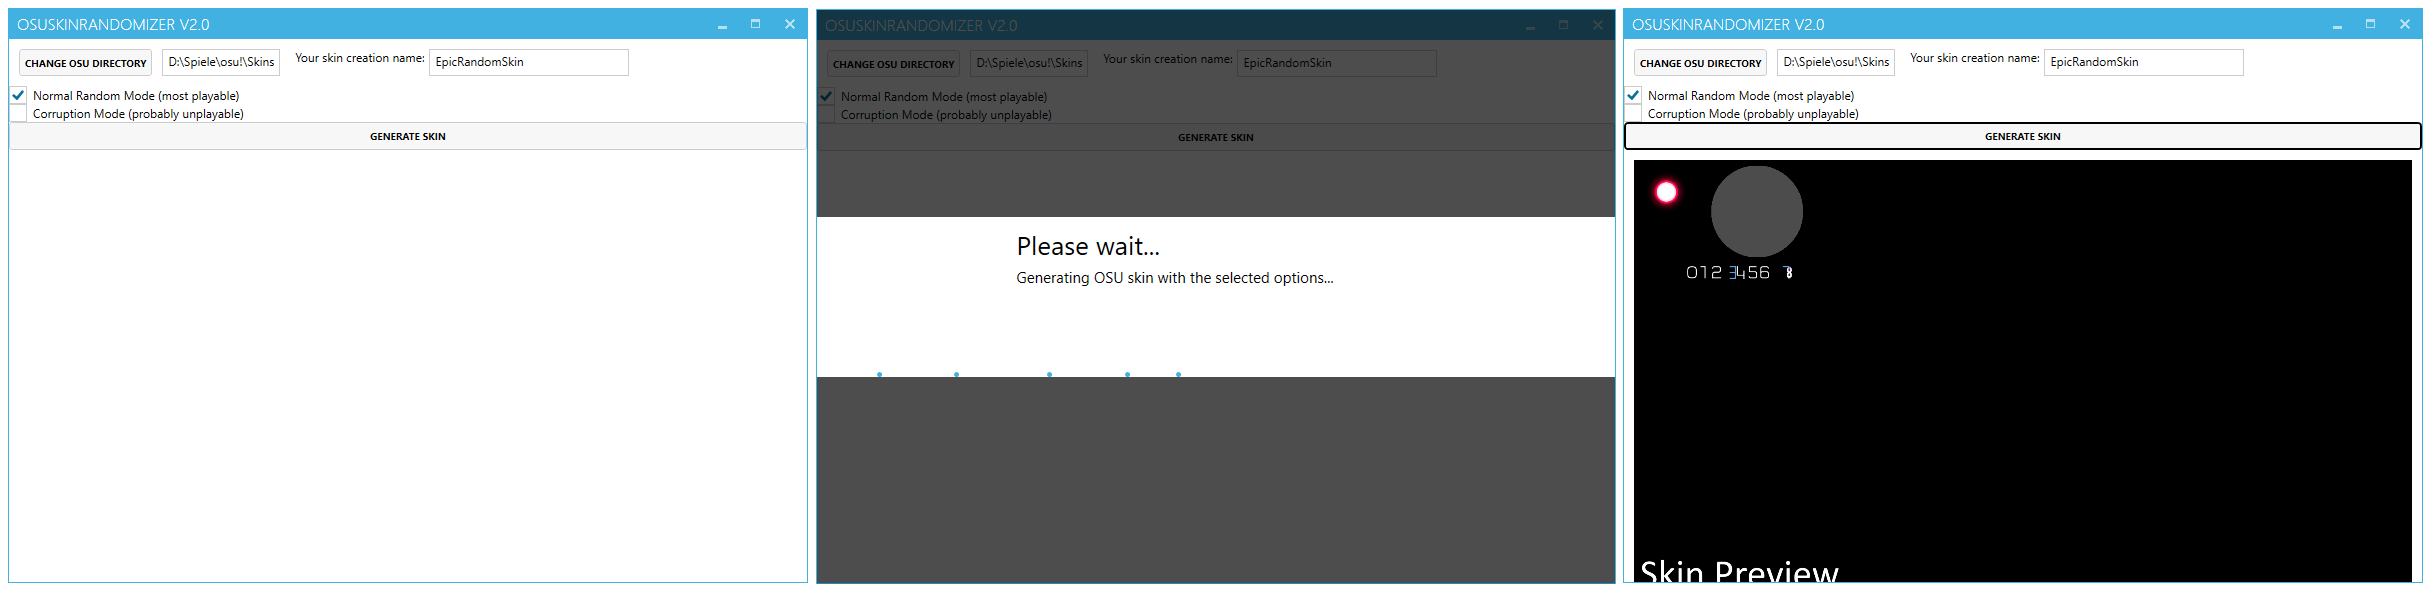 OSUSKINRANDOMIZER V2.0
CHANGE OSU DIRECTORY D:\Spiele\osu!\Skins Your skin creation name: EpicRandomSkin
Normal Random Mode (most playable)
Corruption Mode (probably unplayable)
GENERATE SKIN
OSUSKINRANDOMIZER V2.0
CHANGE OSU DIRECTORY D:\Spiele\osu!\Skins Your skin creation name: EpicRandomSkin
Normal Random Mode (most playable)
Corruption Mode (probably unplayable)
GENERATE SKIN
Please wait...
Generating OSU skin with the selected options...
OSUSKINRANDOMIZER V2.0
CHANGE OSU DIRECTORY D:\Spiele\osu!\Skins Your skin creation name: EpicRandomSkin
Normal Random Mode (most playable)
Corruption Mode (probably unplayable)
GENERATE SKIN
012 3456 78
Skin Preview